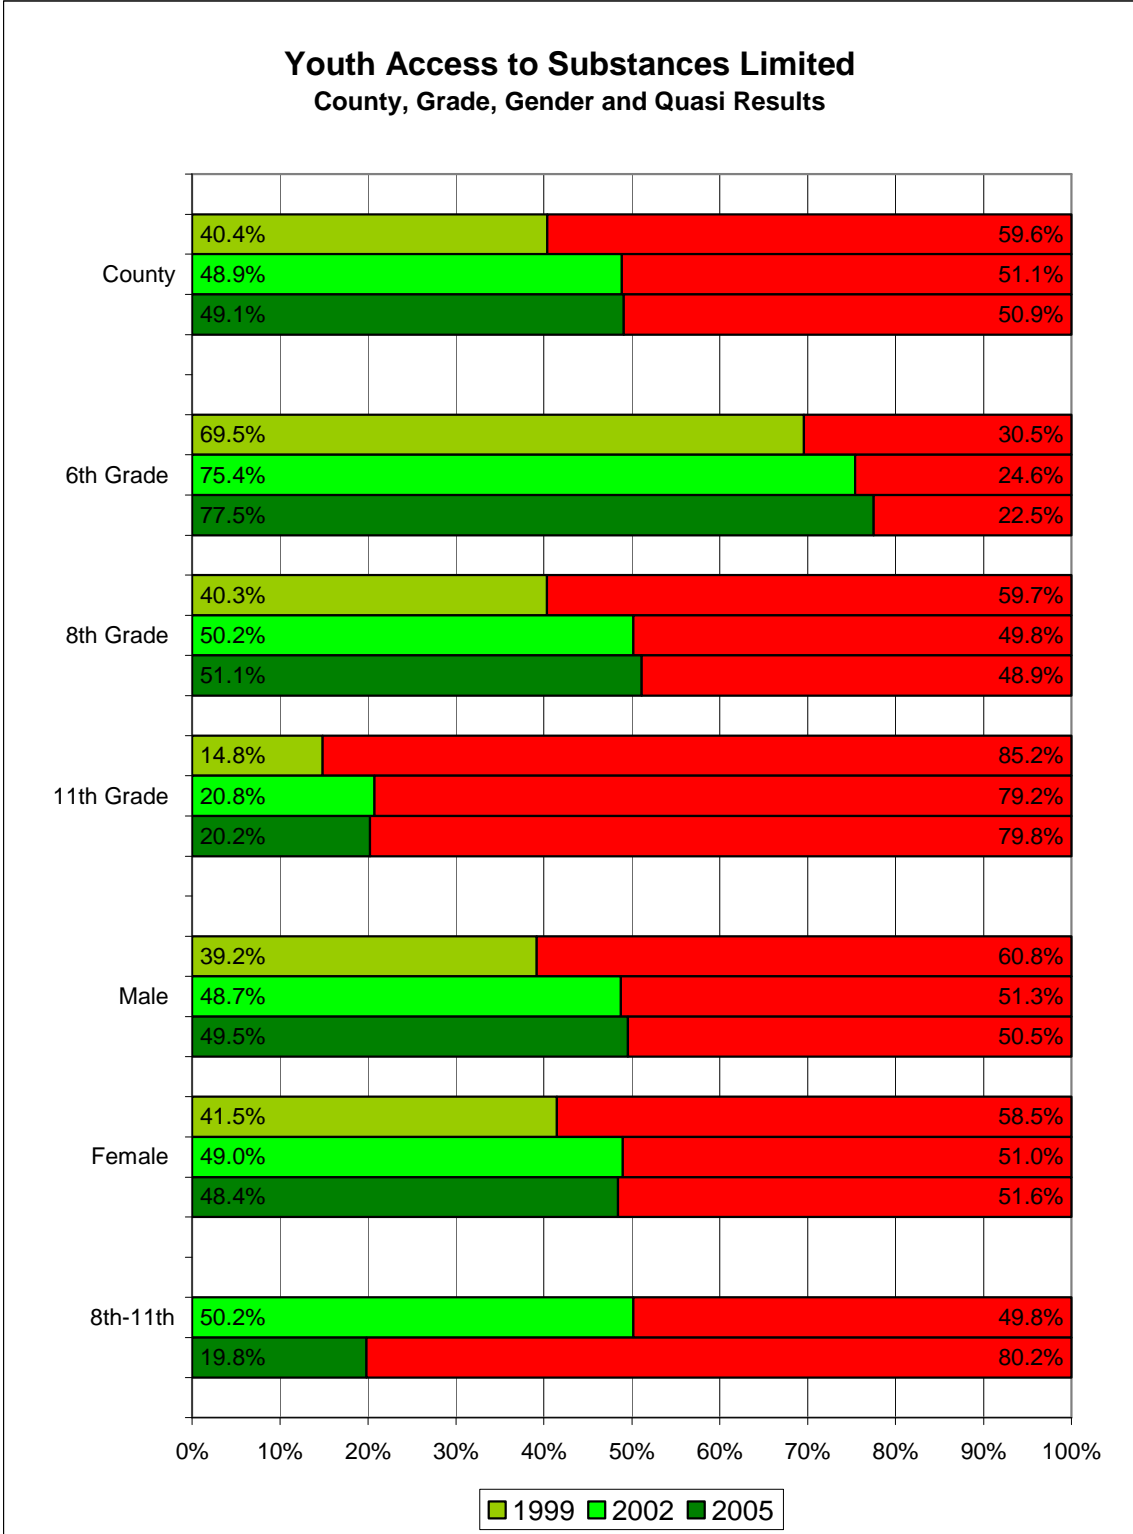 Youth Access to Substances Limited
County, Grade, Gender and Quasi Results
40.4% 59.6%
County 48.9% 51.1%
49.1% 50.9%
69.5% 30.5%
6th Grade 75.4% 24.6%
77.5% 22.5%
40.3% 59.7%
8th Grade 50.2% 49.8%
51.1% 48.9%
14.8% 85.2%
11th Grade 20.8% 79.2%
20.2% 79.8%
39.2% 60.8%
Male 48.7% 51.3%
49.5% 50.5%
41.5% 58.5%
Female 49.0% 51.0%
48.4% 51.6%
8th-11th 50.2% 49.8%
19.8% 80.2%
0% 10% 20% 30% 40% 50% 60% 70% 80% 90% 100%
1999 2002 2005